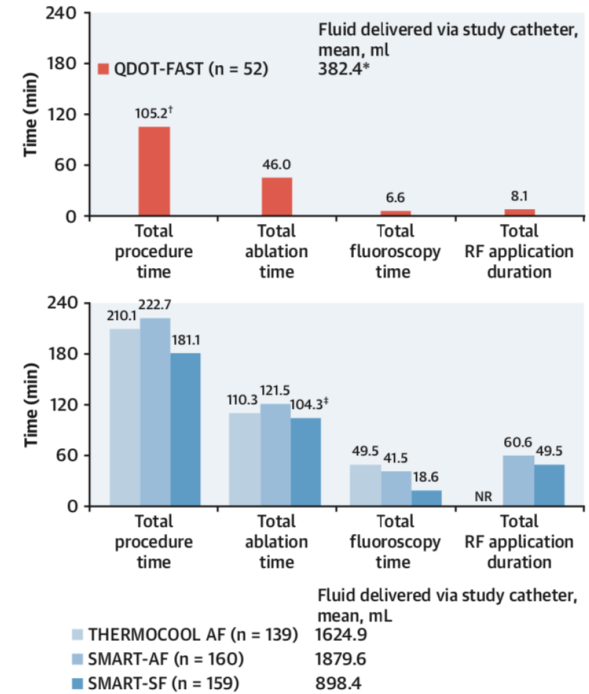 240
Fluid delivered via study catheter,
mean, ml
180
QDOT-FAST (n = 52) 382.4*
Time (min)
120
105.2†
60
46.0
6.6
8.1
0
Total procedure time
Total ablation time
Total fluoroscopy time
Total RF application duration
240
210.1 222.7 181.1
180
Time (min)
120
110.3 121.5 104.3‡
60
49.5 41.5 18.6
NR 60.6 49.5
0
Total procedure time
Total ablation time
Total fluoroscopy time
Total RF application duration
Fluid delivered via study catheter,
mean, mL
THERMOCOOL AF (n = 139) 1624.9
SMART-AF (n = 160) 1879.6
SMART-SF (n = 159) 898.4